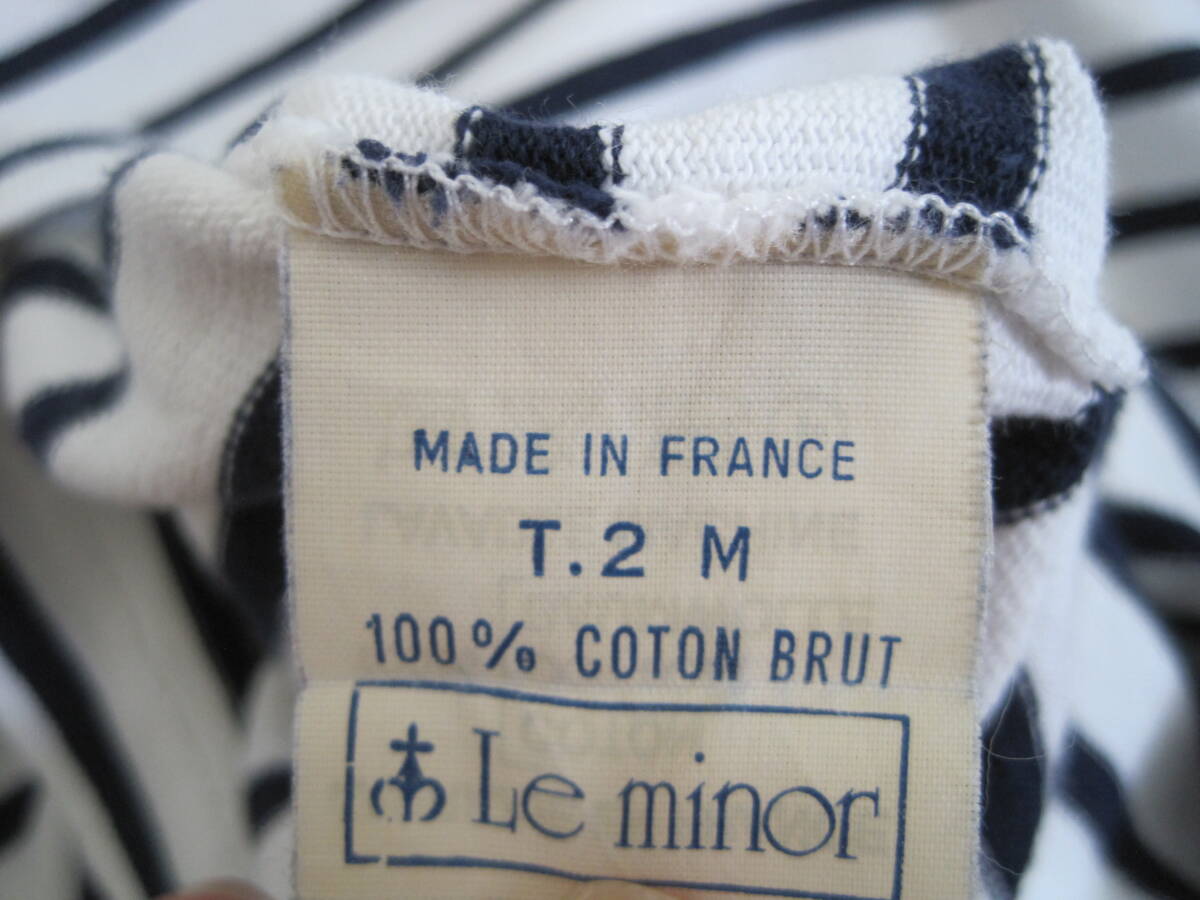 MADE IN FRANCE
T.2 M
100% COTON BRUT
Le minor